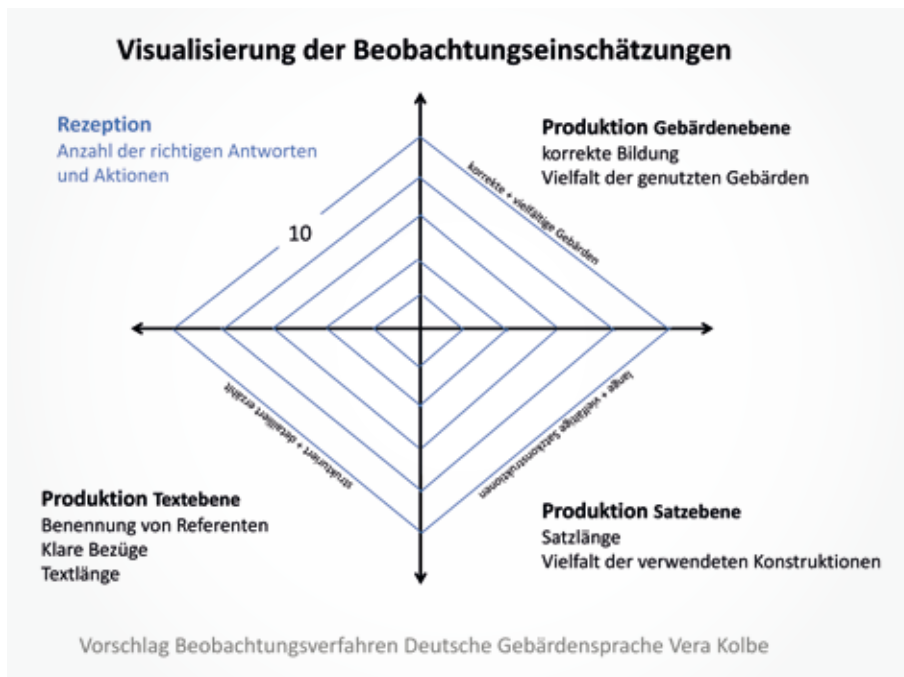 Visualisierung der Beobachtungseinschätzungen
Rezeption
Anzahl der richtigen Antworten
und Aktionen
Produktion Gebärdenebene
korrekte Bildung
Vielfalt der genutzten Gebärden
korrekte + vielfältige Gebärden
10
strukturiert + detailliert erzählt
lange + vielfältige Satzkonstruktionen
Produktion Textebene
Benennung von Referenten
Klare Bezüge
Textlänge
Produktion Satzebene
Satzlänge
Vielfalt der verwendeten Konstruktionen
Vorschlag Beobachtungsverfahren Deutsche Gebärdensprache Vera Kolbe